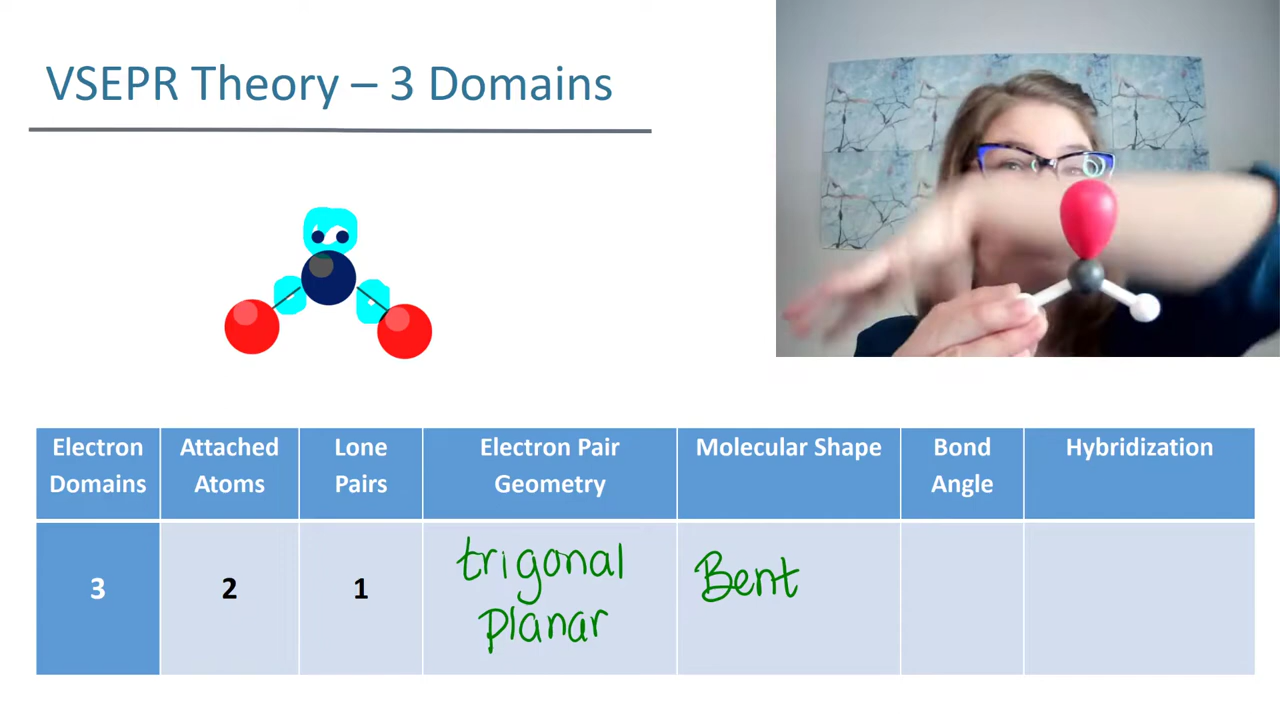 VSEPR Theory – 3 Domains
Electron Domains
Attached Atoms
Lone Pairs
Electron Pair Geometry
Molecular Shape
Bond Angle
Hybridization
3
2
1
trigonal
planar
Bent